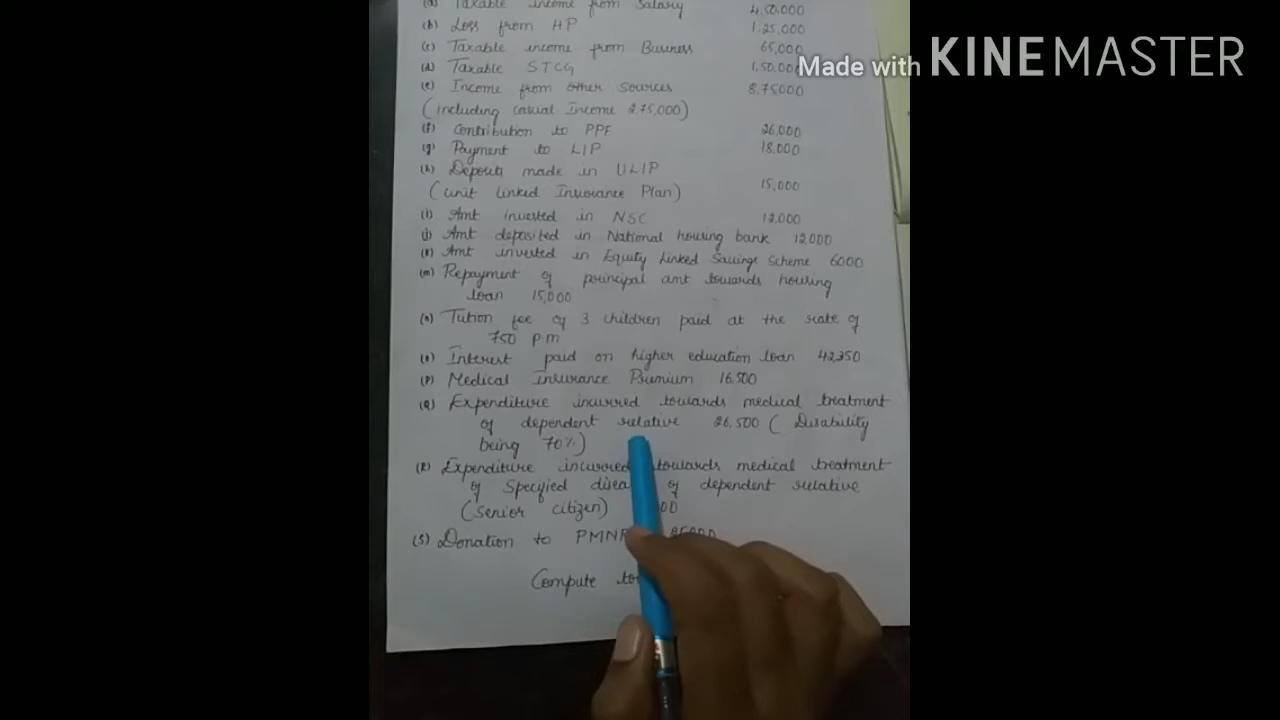 (a) Taxable income from Salary 4,50,000
(b) Loss from HP 1,25,000
(c) Taxable income from Business 65,000
(d) Taxable STCG 1,50,000
Made with KINEMASTER
(e) Income from other Sources 8,75,000
(including casual Income 2,75,000)
(f) Contribution to PPF 26,000
(g) Payment to LIP 18,000
(h) Deposits made in ULIP
(Unit linked Insurance Plan) 15,000
(i) Amt invested in NSC 12,000
(j) Amt deposited in National housing bank 12,000
Amt invested in Equity Linked Savings Scheme 6000
(m) Repayment of principal amt towards housing
loan 15,000
(n) Tution fee of 3 children paid at the rate of
750 P.M
(o) Interest paid on higher education loan 42,250
(P) Medical Insurance Premium 16,500
(Q) Expenditure incurred towards medical treatment
of dependent relative 26,500 (Disability
being 70%)
(R) Expenditure incurred towards medical treatment
of Specified of dependent relative
(Senior citizen)
(S) Donation to
Compute